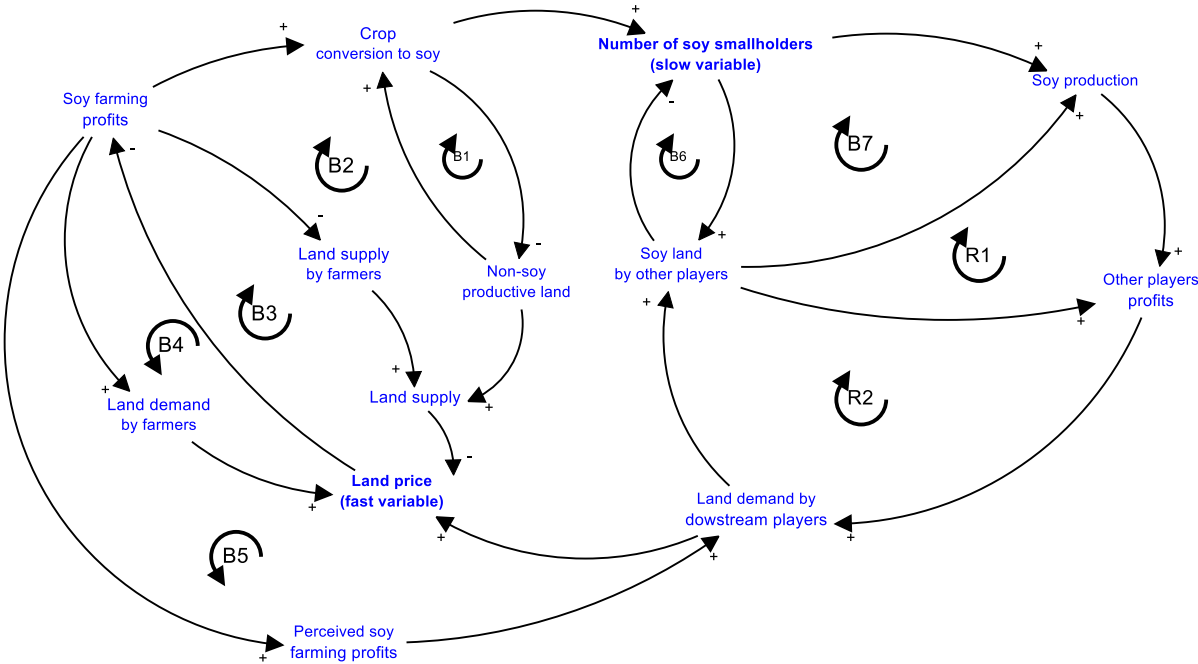 +
+
Crop
conversion to soy
Number of soy smallholders
(slow variable)
+
Soy production
Soy farming
profits
+
-
+
-
B2
B1
B6
B7
-
-
+
Land supply
by farmers
Non-soy
productive land
Soy land
by other players
R1
+
Other players
profits
+
+
B3
B4
R2
+
+
Land supply
+
Land demand
by farmers
-
Land price
(fast variable)
+
Land demand by
dowstream players
+
+
B5
+
Perceived soy
farming profits
+